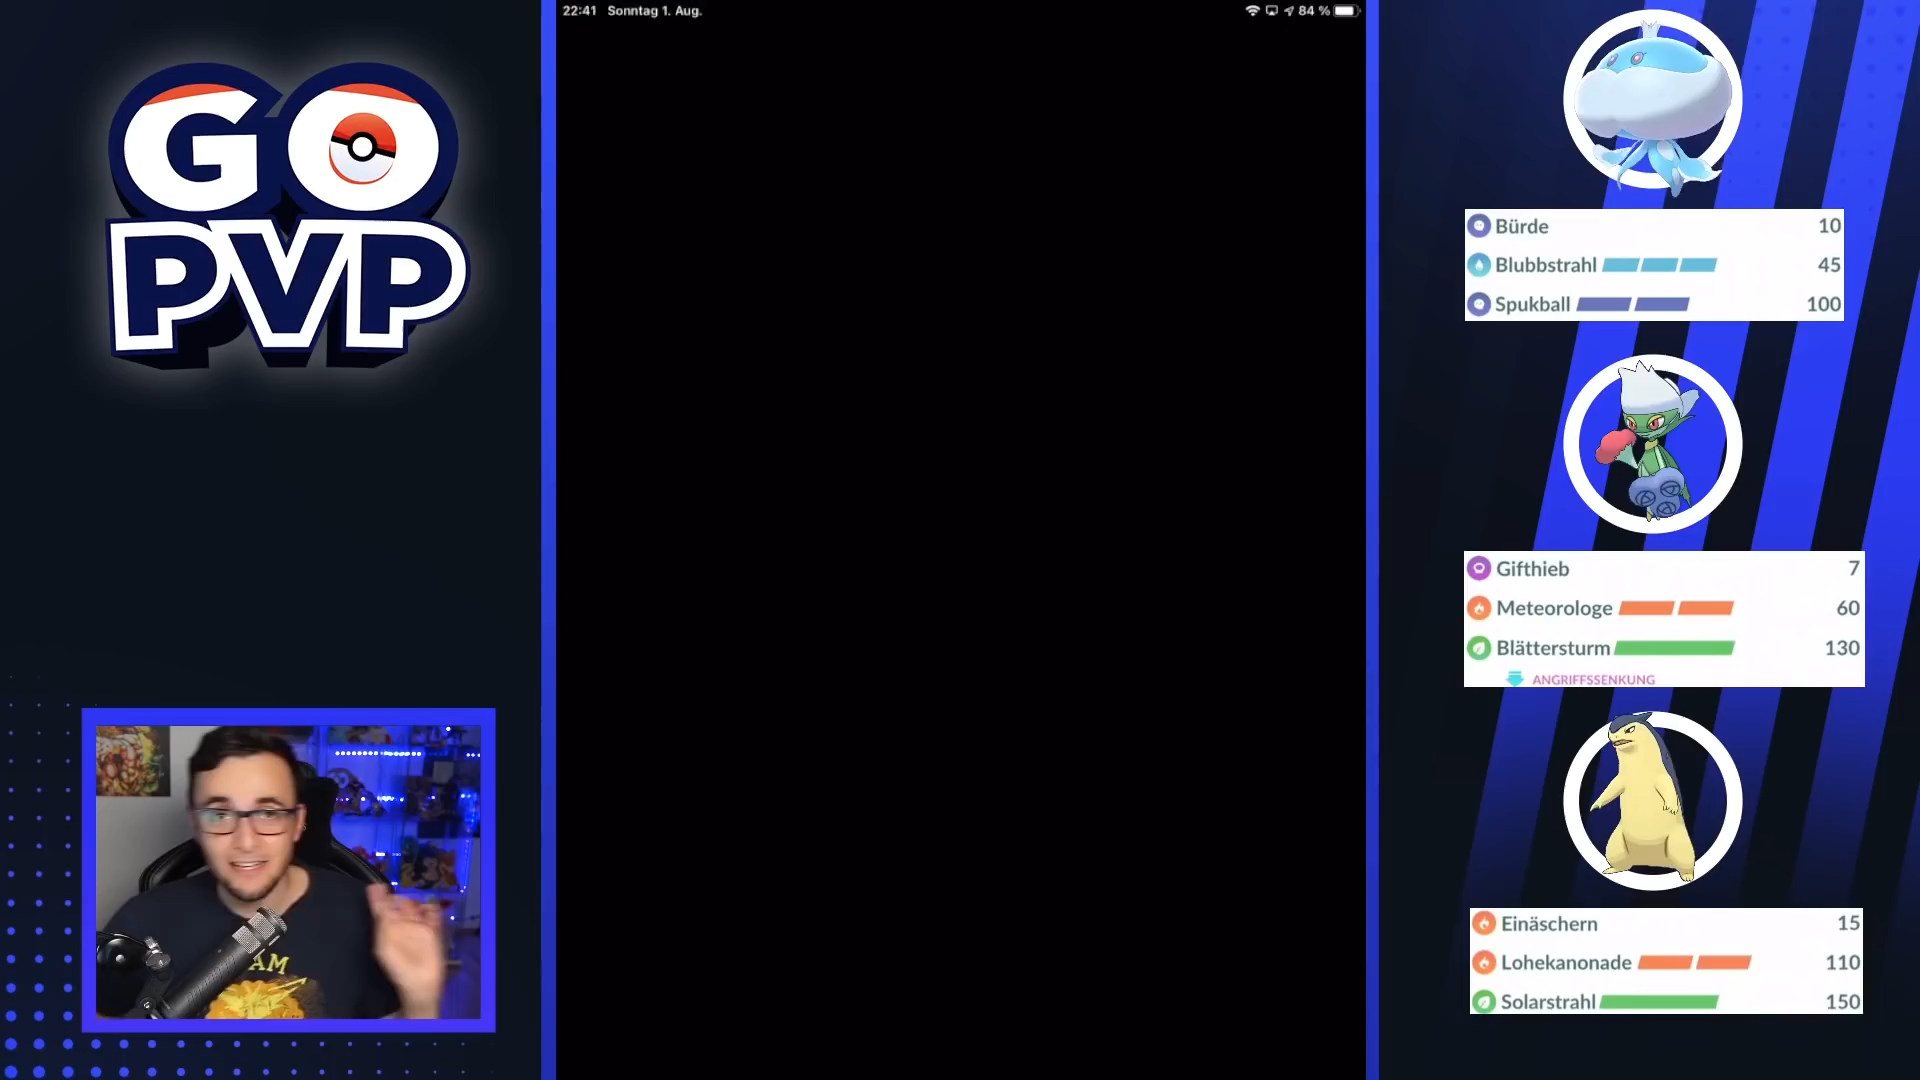 22:41 Sonntag 1. Aug.
84 %
GO
PVP
Bürde 10
Blubbstrahl 45
Spukball 100
Gifthieb 7
Meteorologe 60
Blättersturm 130
ANGRIFFSSENKUNG
Einäschern 15
Lohekanonade 110
Solarstrahl 150
AM